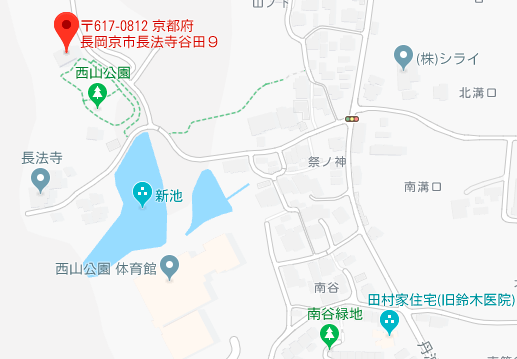 山ノ下
〒617-0812 京都府
長岡京市長法寺谷田9
(株)シライ
西山公園
北溝口
祭ノ神
長法寺
南溝口
新池
西山公園 体育館
南谷
田村家住宅(旧鈴木医院)
南谷緑地